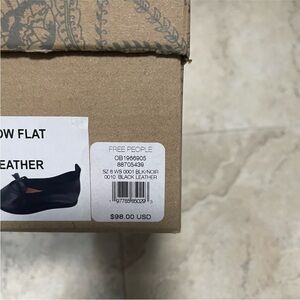 OW FLAT
EATHER
FREE PEOPLE
OB1966905
88705439
SZ 8 WS 0001 BLK/NOIR
0010 BLACK LEATHER
$98.00 USD